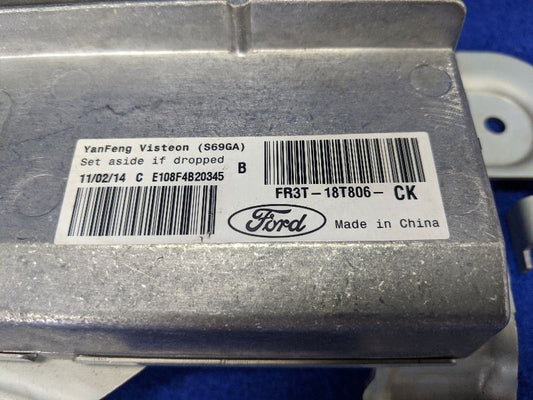 YanFeng Visteon (S69GA)
Set aside if dropped
11/02/14 C E108F4B20345 B
FR3T-18T806- CK
Ford
Made in China